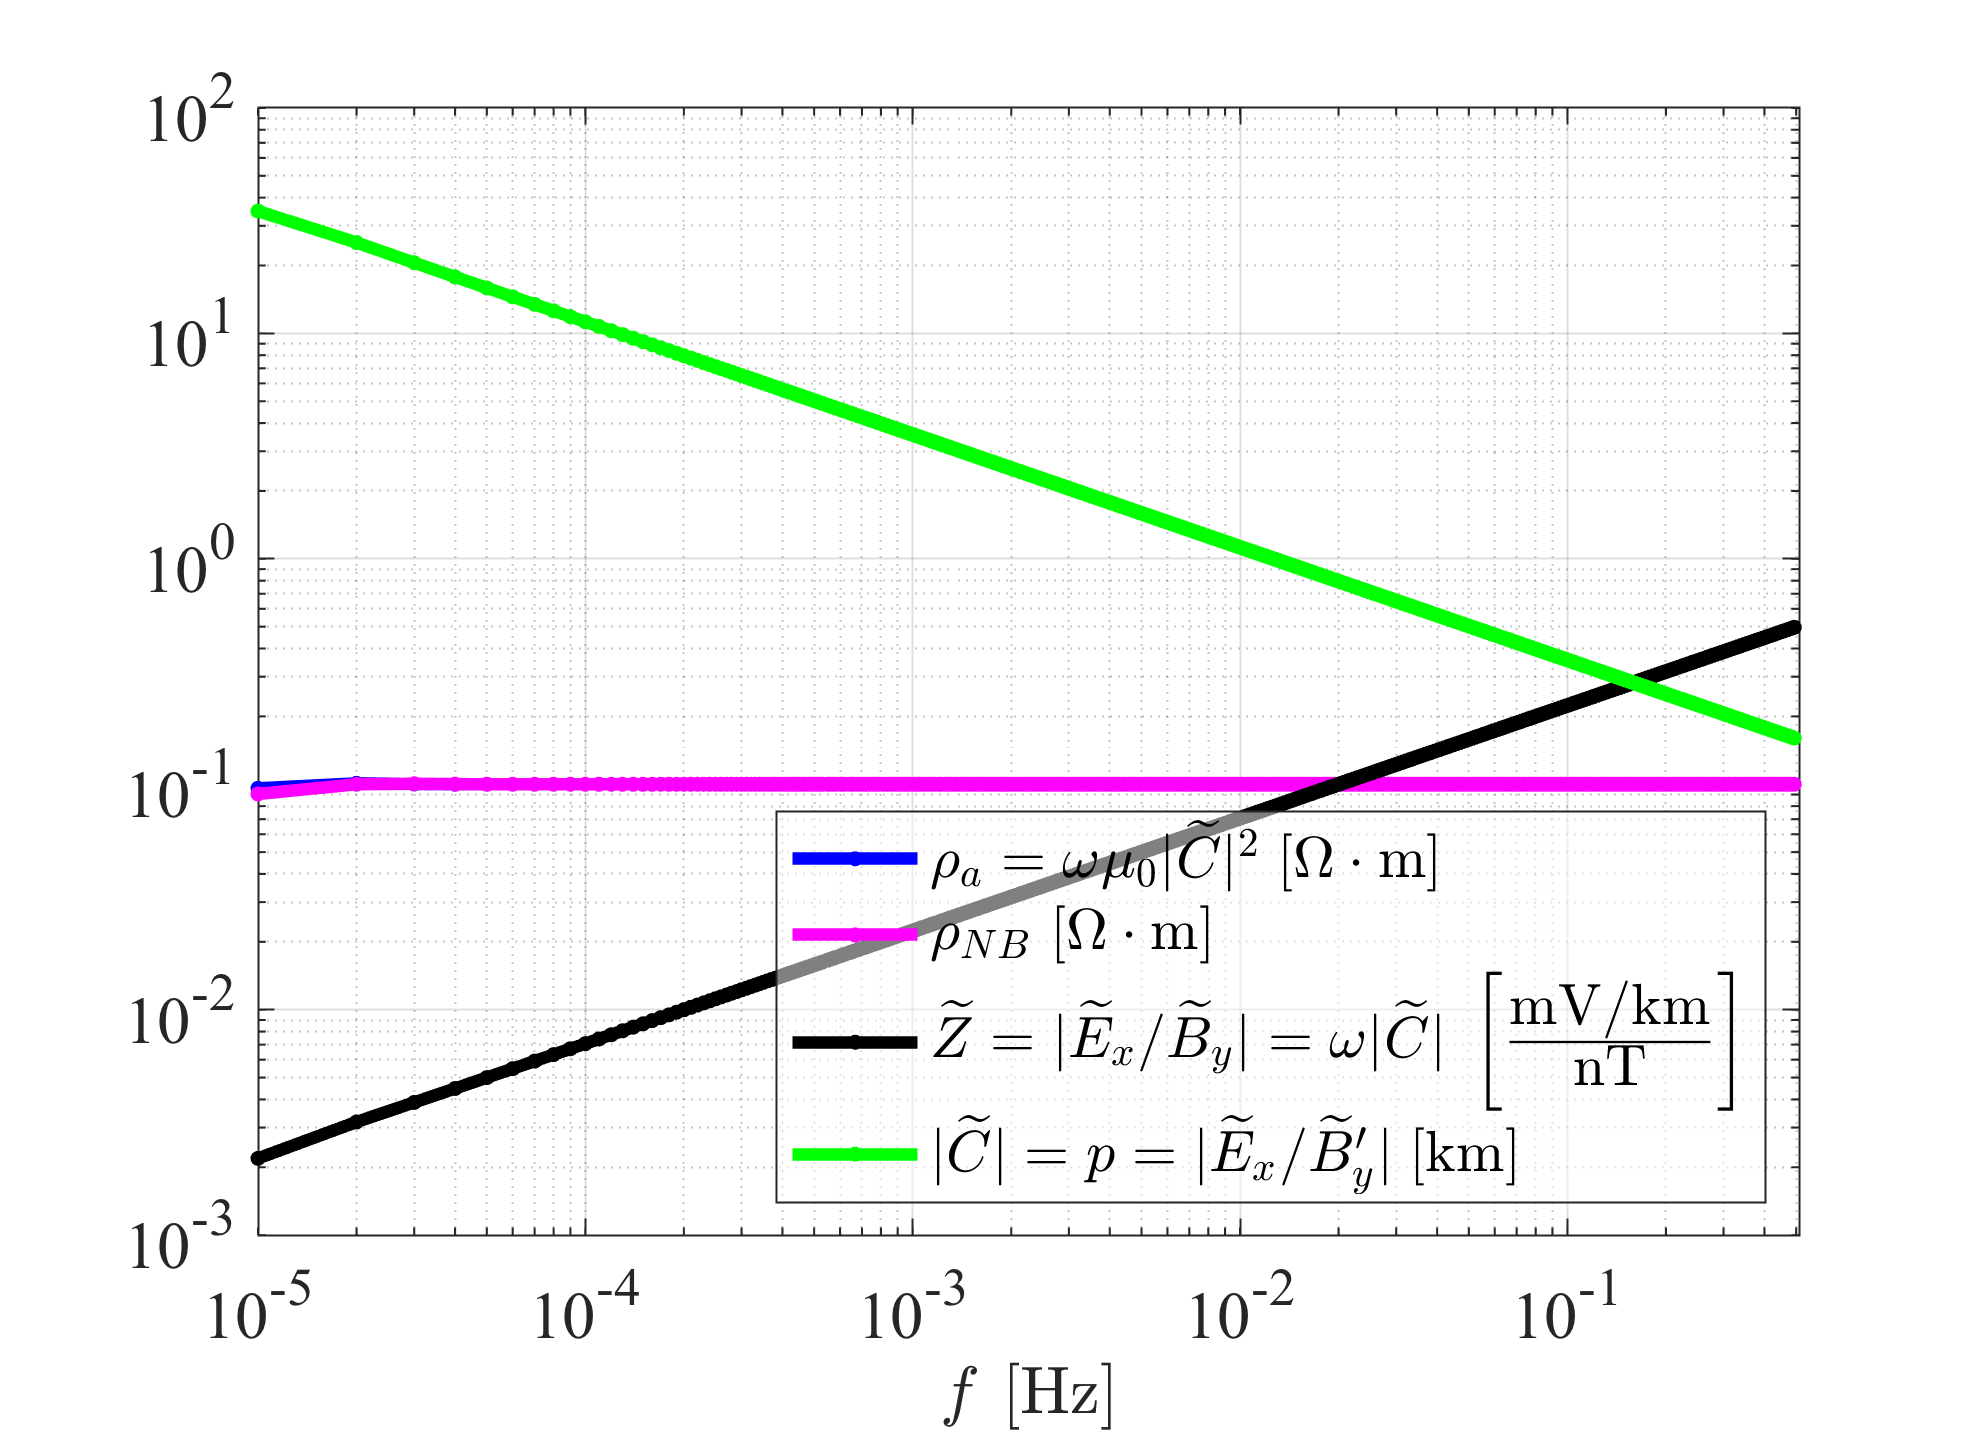 10^2
10^1
10^0
10^-1
10^-2
10^-3
ρ_a = ωμ_0|C̃|^2 [Ω · m]
ρ_NB [Ω · m]
Z̃ = |Ẽ_x/B̃_y| = ω|C̃| [mV/km / nT]
|C̃| = p = |Ẽ_x/B̃′_y| [km]
10^-5 10^-4 10^-3 10^-2 10^-1
f [Hz]